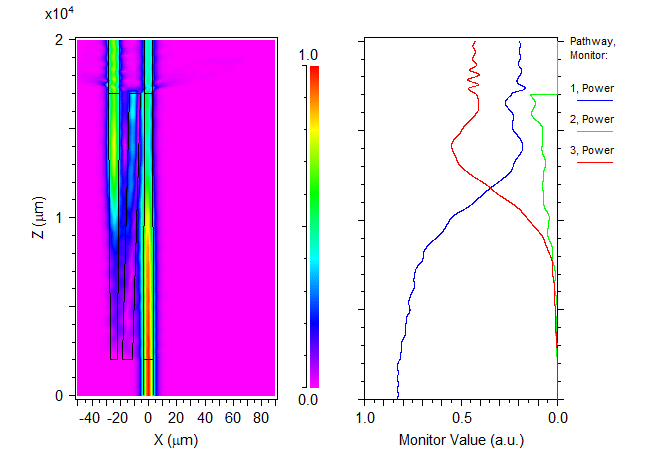 x10⁴
2
1
0
Z (μm)
-40 -20 0 20 40 60 80
X (μm)
1.0
0.0
1.0 0.5 0.0
Monitor Value (a.u.)
Pathway,
Monitor:
1, Power
2, Power
3, Power